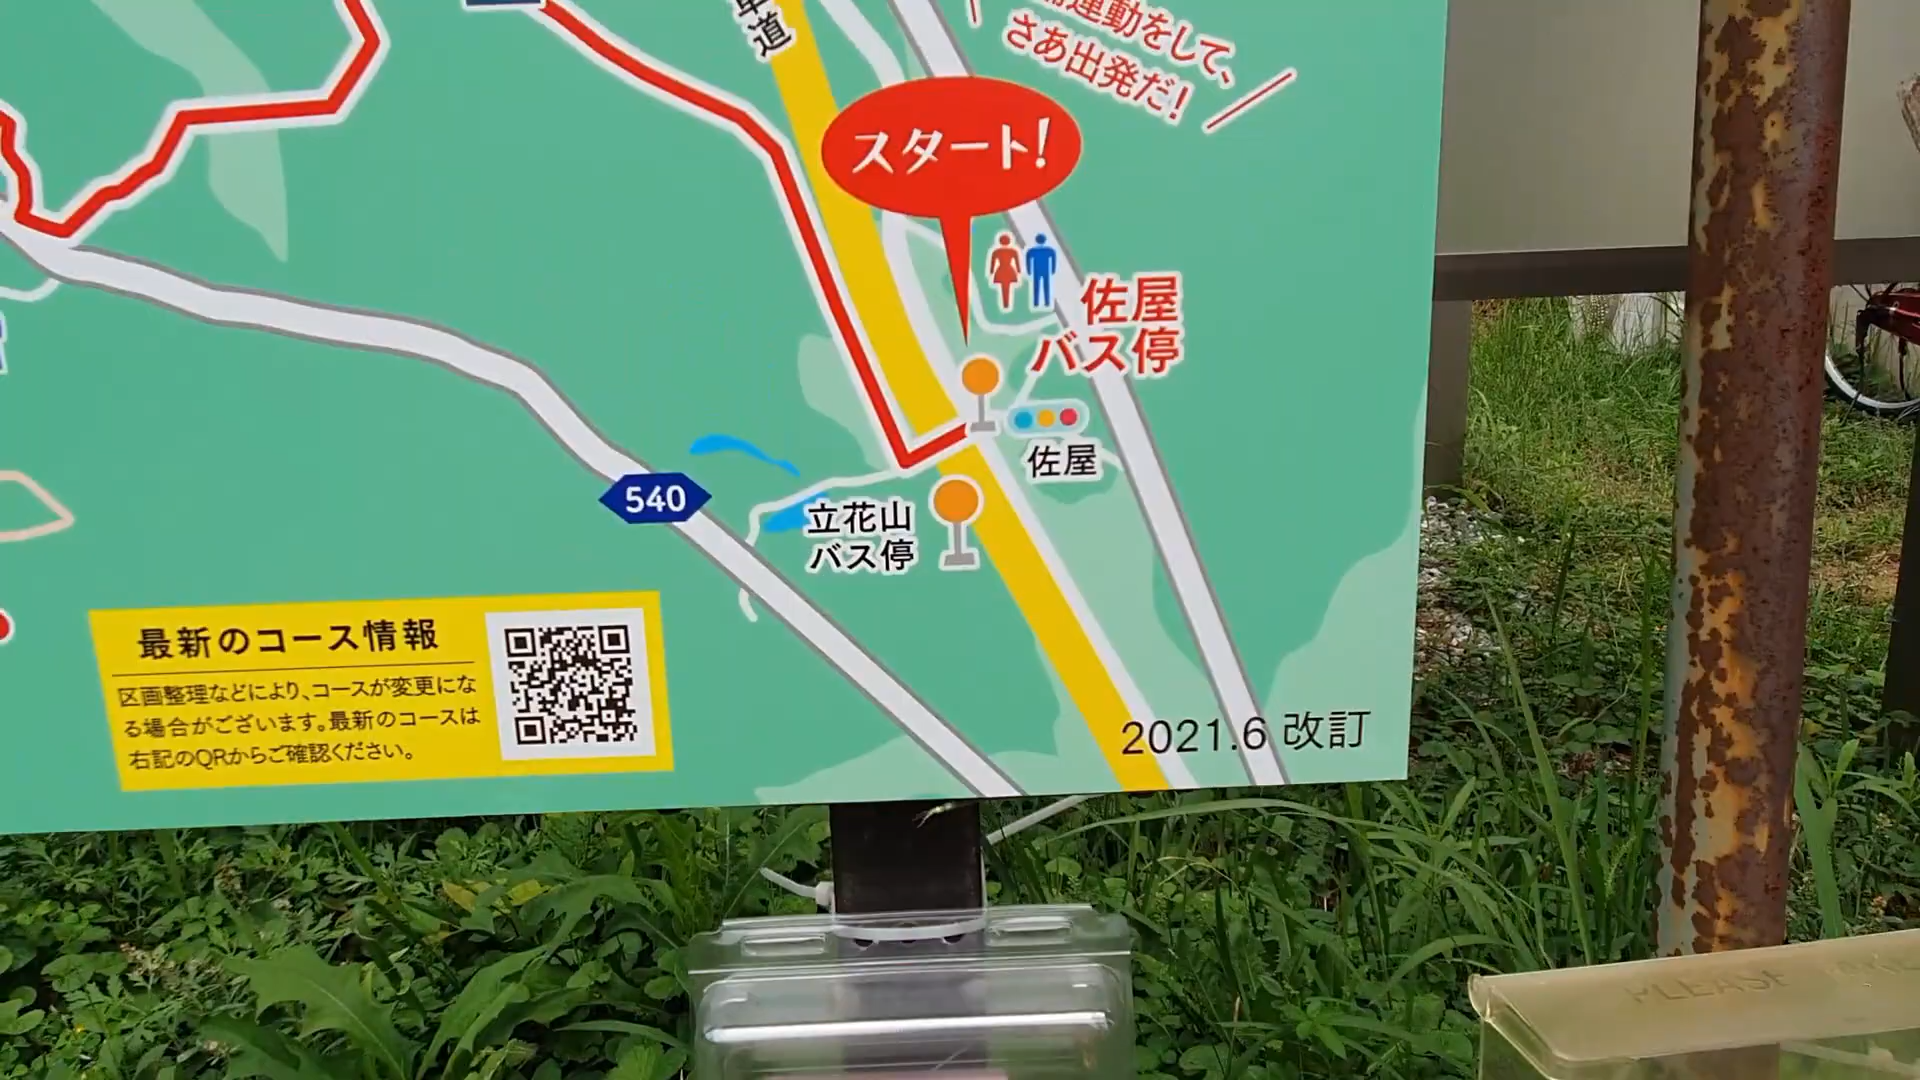 車道
運動をして、
さあ出発だ!
スタート!
佐屋
バス停
佐屋
540
立花山
バス停
最新のコース情報
区画整理などにより、コースが変更にな
る場合がございます。最新のコースは
右記のQRからご確認ください。
2021.6 改訂
PLEASE